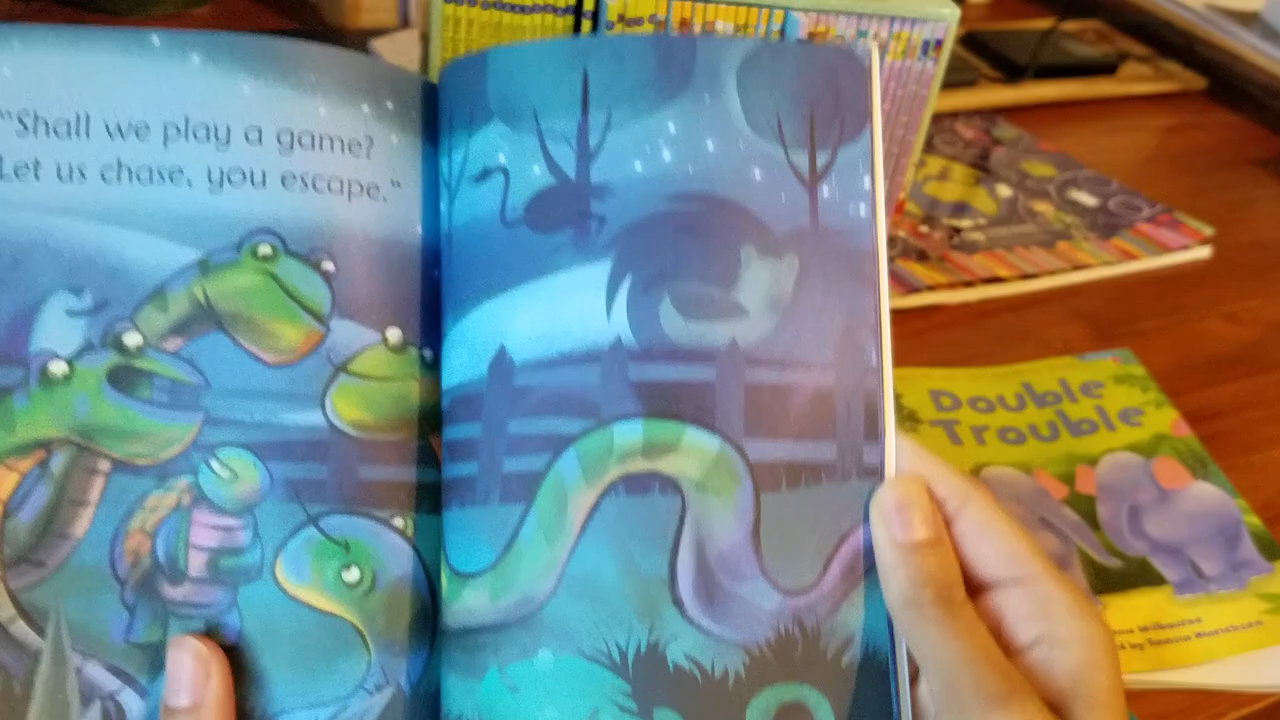 "Shall we play a game?
Let us chase, you escape."
Double
Trouble